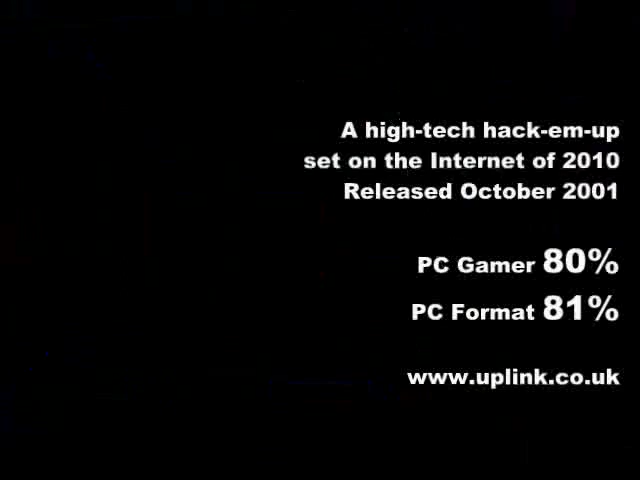 A high-tech hack-em-up
set on the Internet of 2010
Released October 2001
PC Gamer 80%
PC Format 81%
www.uplink.co.uk